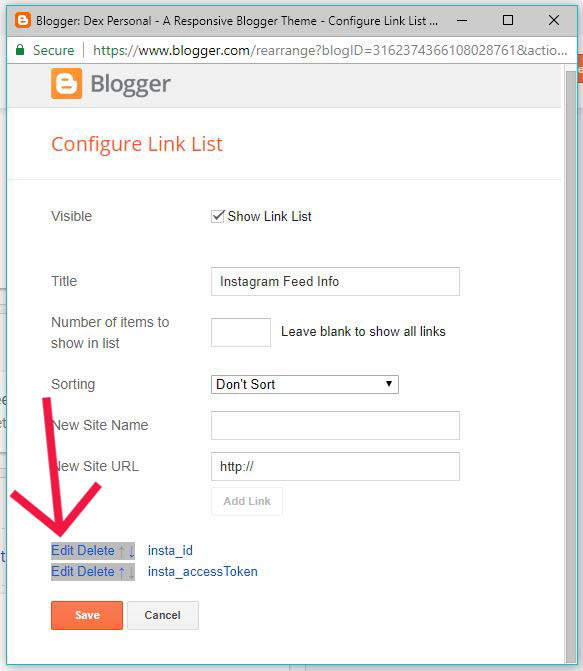 Blogger: Dex Personal - A Responsive Blogger Theme - Configure Link List ...
Secure https://www.blogger.com/rearrange?blogID=3162374366108028761&actio...
Blogger
Configure Link List
Visible Show Link List
Title Instagram Feed Info
Number of items to
show in list
Leave blank to show all links
Sorting Don't Sort
New Site Name
New Site URL http://
Add Link
Edit Delete ↑ ↓ insta_id
Edit Delete ↑ ↓ insta_accessToken
Save Cancel